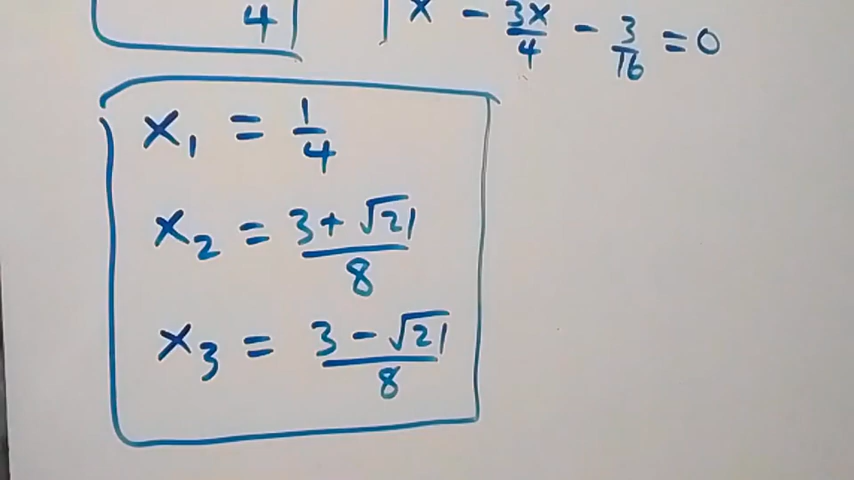 4
x - 3x/4 - 3/16 = 0
x₁ = 1/4
x₂ = (3 + √21)/8
x₃ = (3 - √21)/8